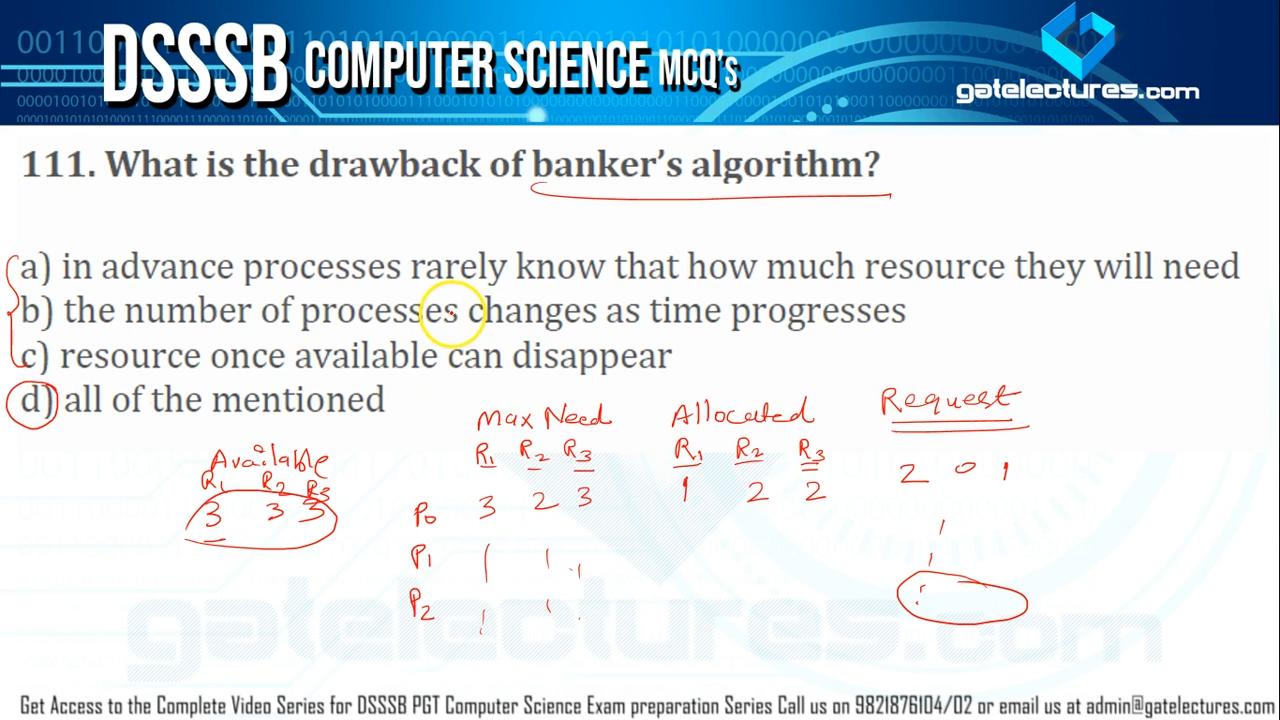 DSSSB COMPUTER SCIENCE MCQ's
gatelectures.com
111. What is the drawback of banker's algorithm?
a) in advance processes rarely know that how much resource they will need
b) the number of processes changes as time progresses
c) resource once available can disappear
d) all of the mentioned
Max Need Allocated Request
Available
R1 R2 R3 R1 R2 R3
R1 R2 R3
P0 3 2 3 1 2 2 2 0 1
3 3 3
P1
P2
gatelectures.com
Get Access to the Complete Video Series for DSSSB PGT Computer Science Exam preparation Series Call us on 9821876104/02 or email us at admin@gatelectures.com